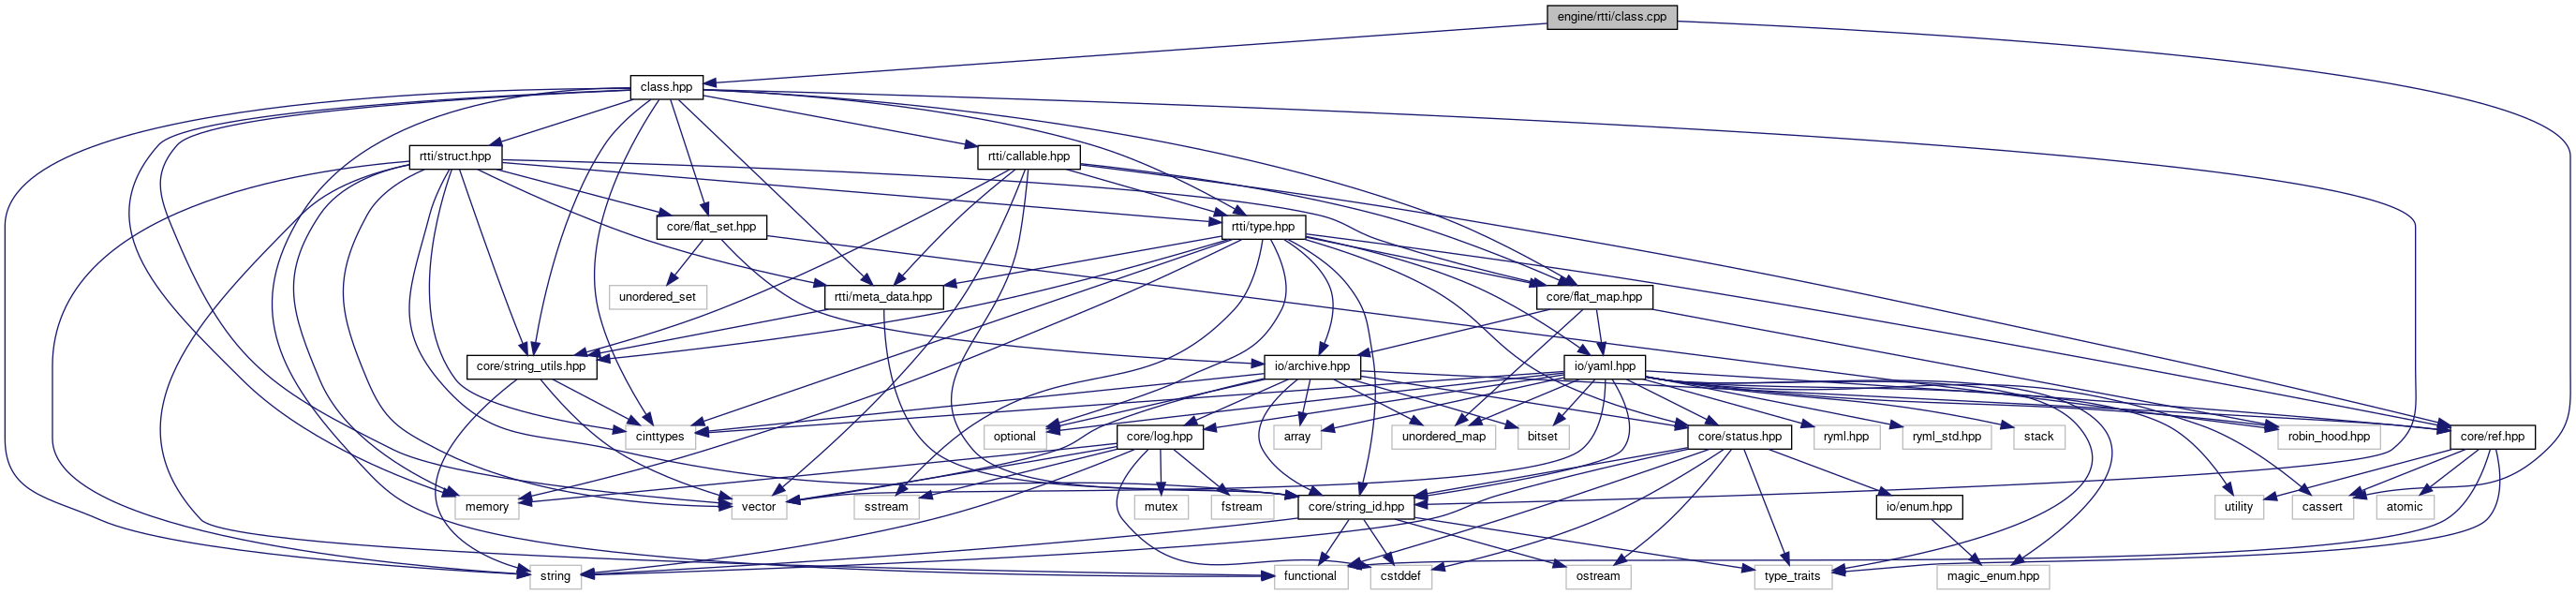 engine/rtti/class.cpp
class.hpp
rtti/struct.hpp
rtti/callable.hpp
core/flat_set.hpp
rtti/type.hpp
unordered_set
rtti/meta_data.hpp
core/flat_map.hpp
core/string_utils.hpp
io/archive.hpp
io/yaml.hpp
cinttypes
optional
core/log.hpp
array
unordered_map
bitset
core/status.hpp
ryml.hpp
ryml_std.hpp
stack
robin_hood.hpp
core/ref.hpp
memory
vector
sstream
mutex
fstream
core/string_id.hpp
io/enum.hpp
utility
cassert
atomic
string
functional
cstddef
ostream
type_traits
magic_enum.hpp